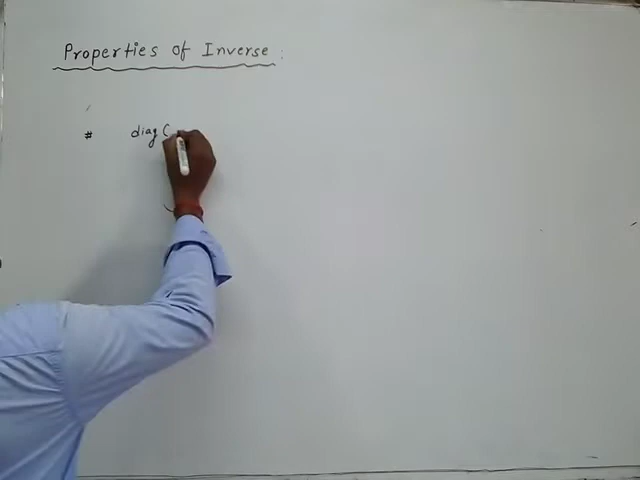 Properties of Inverse :
# diag (